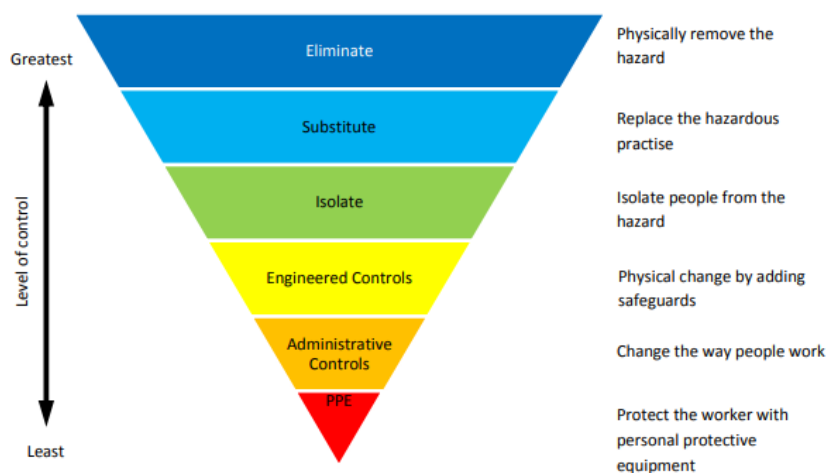 Greatest
Level of control
Least
Eliminate
Substitute
Isolate
Engineered Controls
Administrative
Controls
PPE
Physically remove the
hazard
Replace the hazardous
practise
Isolate people from the
hazard
Physical change by adding
safeguards
Change the way people work
Protect the worker with
personal protective
equipment